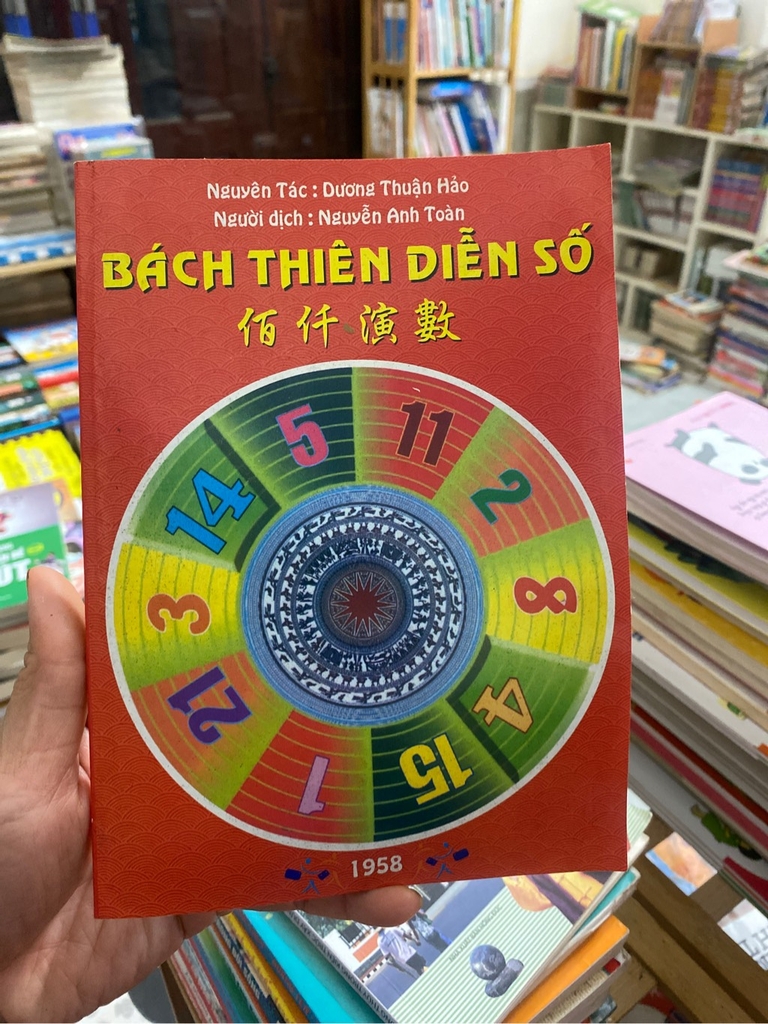 Nguyên Tác : Dương Thuận Hảo
Người dịch : Nguyễn Anh Toàn
BÁCH THIÊN DIỄN SỐ
佰仟演數
5
11
2
8
4
15
1
21
3
14
1958